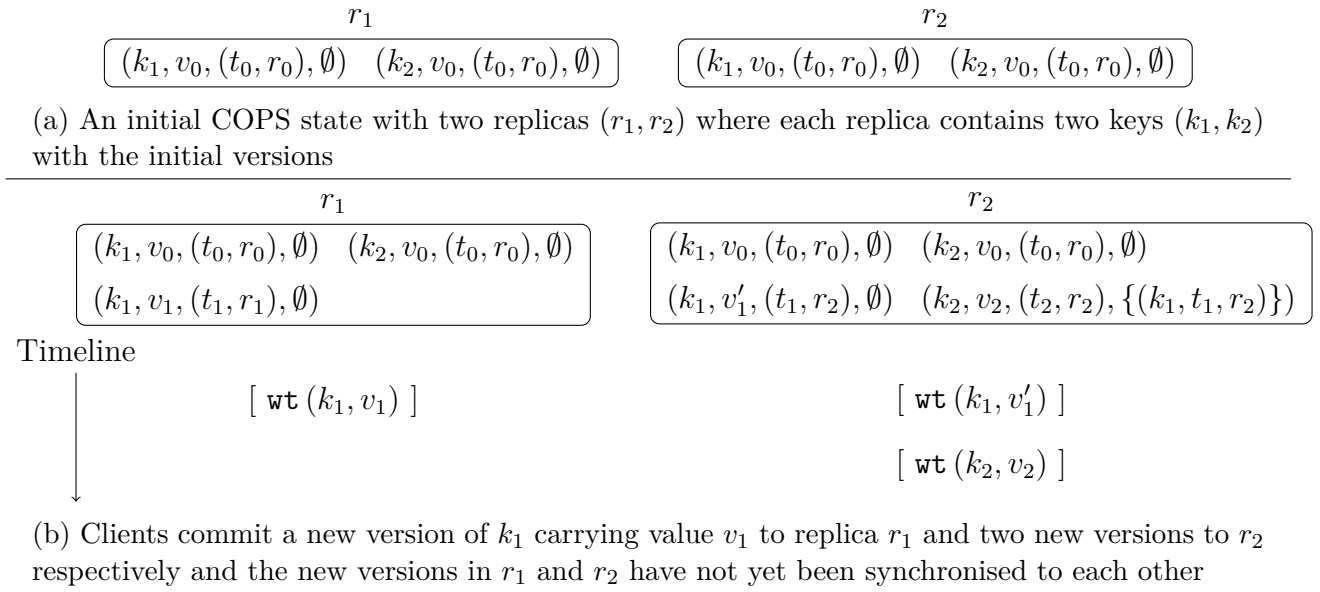 r₁ r₂
(k₁, v₀, (t₀, r₀), ∅) (k₂, v₀, (t₀, r₀), ∅) (k₁, v₀, (t₀, r₀), ∅) (k₂, v₀, (t₀, r₀), ∅)
(a) An initial COPS state with two replicas (r₁, r₂) where each replica contains two keys (k₁, k₂)
with the initial versions
r₁ r₂
(k₁, v₀, (t₀, r₀), ∅) (k₂, v₀, (t₀, r₀), ∅) (k₁, v₀, (t₀, r₀), ∅) (k₂, v₀, (t₀, r₀), ∅)
(k₁, v₁, (t₁, r₁), ∅) (k₁, v₁′, (t₁, r₂), ∅) (k₂, v₂, (t₂, r₂), {(k₁, t₁, r₂)})
Timeline
[ wt (k₁, v₁) ] [ wt (k₁, v₁′) ]
[ wt (k₂, v₂) ]
(b) Clients commit a new version of k₁ carrying value v₁ to replica r₁ and two new versions to r₂
respectively and the new versions in r₁ and r₂ have not yet been synchronised to each other